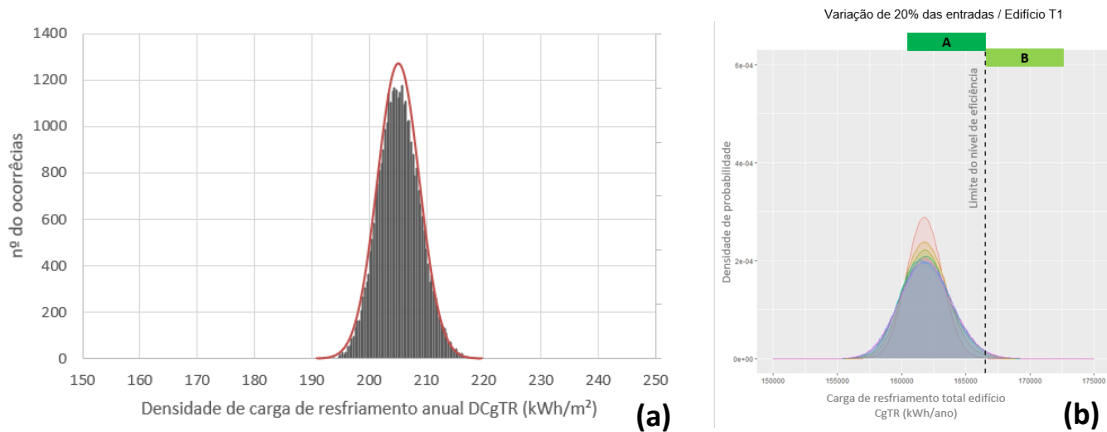 1400
1200
1000
800
600
400
200
0
nº do ocorrêcias
150 160 170 180 190 200 210 220 230 240 250
Densidade de carga de resfriamento anual DCgTR (kWh/m²)
(a)
Variação de 20% das entradas / Edifício T1
A
B
6e-04
4e-04
2e-04
0e+00
Densidade de probabilidade
Limite do nível de eficiência
150000 155000 160000 165000 170000 175000
Carga de resfriamento total edifício
CgTR (kWh/ano)
(b)